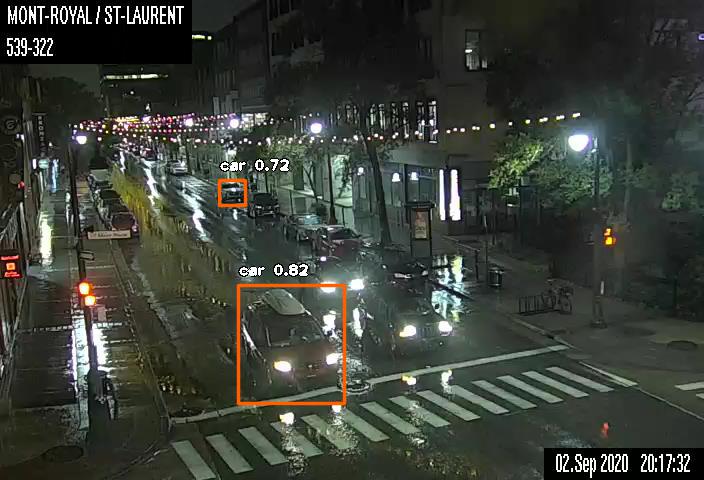 MONT-ROYAL / ST-LAURENT
539-322
car 0.72
car 0.82
02.Sep 2020 20:17:32